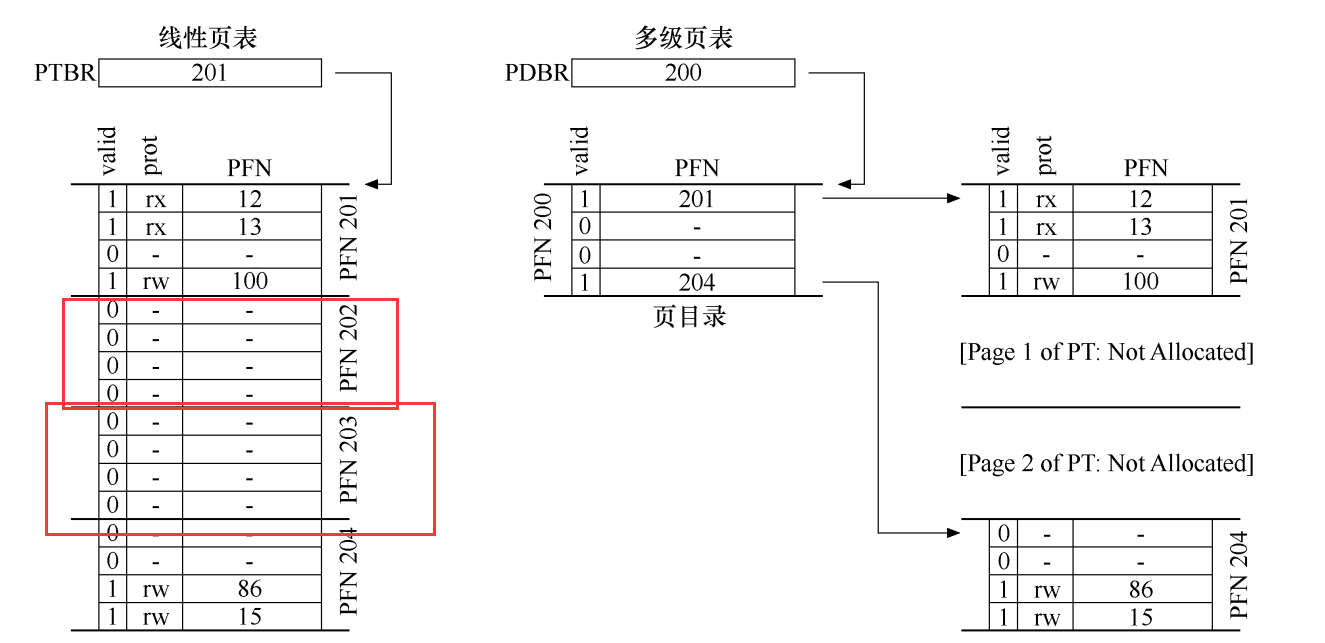 线性页表
PTBR 201
valid prot PFN
1 rx 12
1 rx 13
0 - -
1 rw 100
PFN 201
0 - -
0 - -
0 - -
0 - -
PFN 202
0 - -
0 - -
0 - -
0 - -
PFN 203
0 - -
0 - -
1 rw 86
1 rw 15
PFN 204
多级页表
PDBR 200
valid PFN
PFN 200
1 201
0 -
0 -
1 204
页目录
valid prot PFN
1 rx 12
1 rx 13
0 - -
1 rw 100
PFN 201
[Page 1 of PT: Not Allocated]
[Page 2 of PT: Not Allocated]
0 - -
0 - -
1 rw 86
1 rw 15
PFN 204